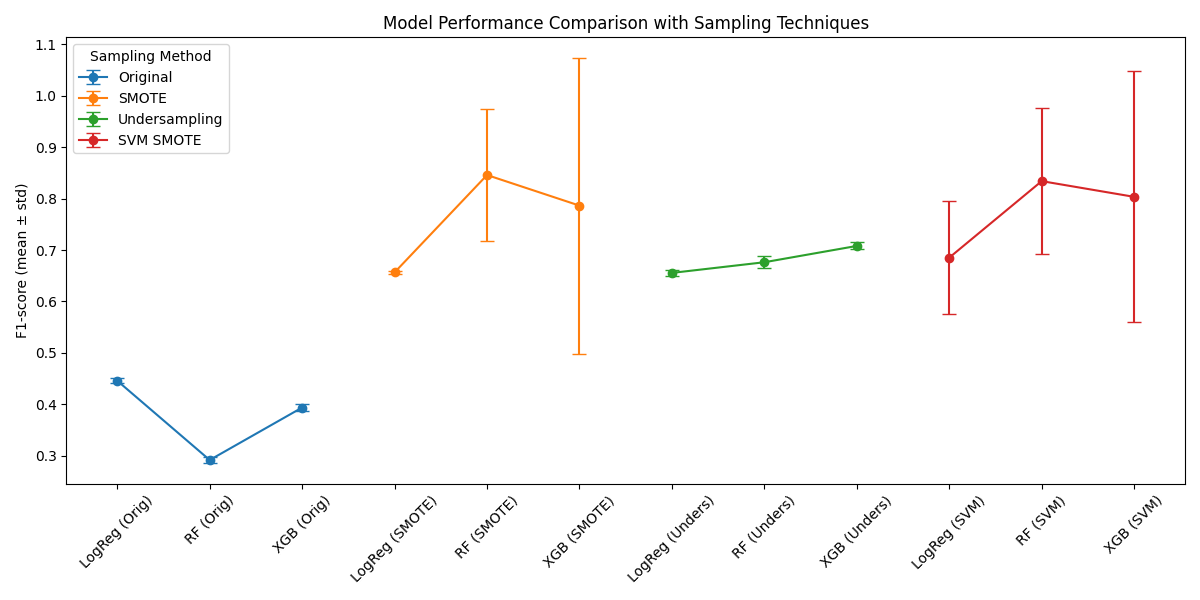 Model Performance Comparison with Sampling Techniques
F1-score (mean ± std)
1.1
1.0
0.9
0.8
0.7
0.6
0.5
0.4
0.3
Sampling Method
Original
SMOTE
Undersampling
SVM SMOTE
LogReg (Orig)
RF (Orig)
XGB (Orig)
LogReg (SMOTE)
RF (SMOTE)
XGB (SMOTE)
LogReg (Unders)
RF (Unders)
XGB (Unders)
LogReg (SVM)
RF (SVM)
XGB (SVM)